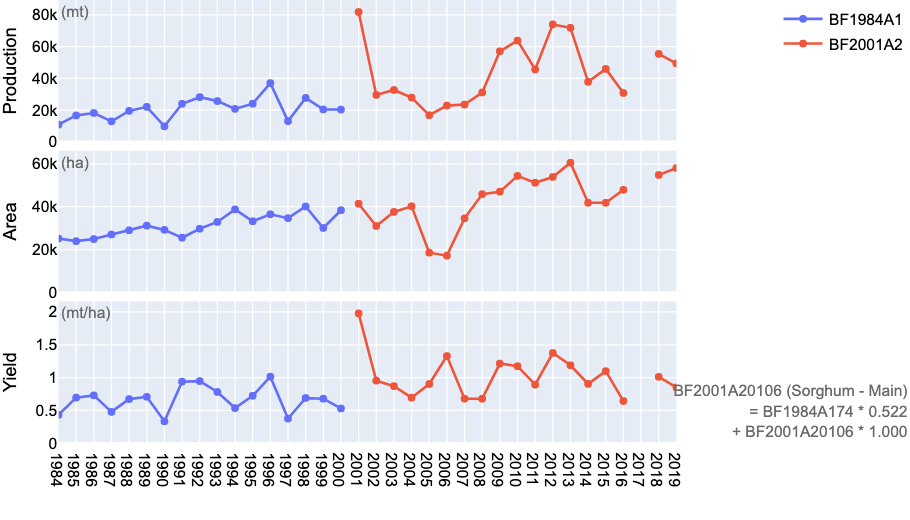 80k
(mt)
60k
40k
20k
0
Production
60k
(ha)
40k
20k
0
Area
2
(mt/ha)
1.5
1
0.5
0
Yield
1984
1985
1986
1987
1988
1989
1990
1991
1992
1993
1994
1995
1996
1997
1998
1999
2000
2001
2002
2003
2004
2005
2006
2007
2008
2009
2010
2011
2012
2013
2014
2015
2016
2017
2018
2019
BF1984A1
BF2001A2
BF2001A20106 (Sorghum - Main)
= BF1984A174 * 0.522
+ BF2001A20106 * 1.000